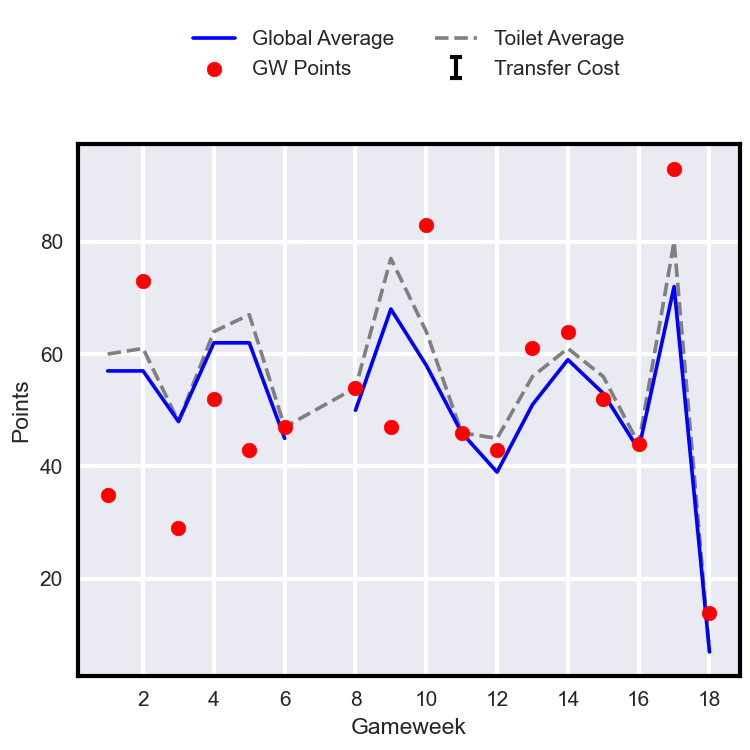 Global Average
GW Points
Toilet Average
Transfer Cost
80
60
40
20
Points
2 4 6 8 10 12 14 16 18
Gameweek